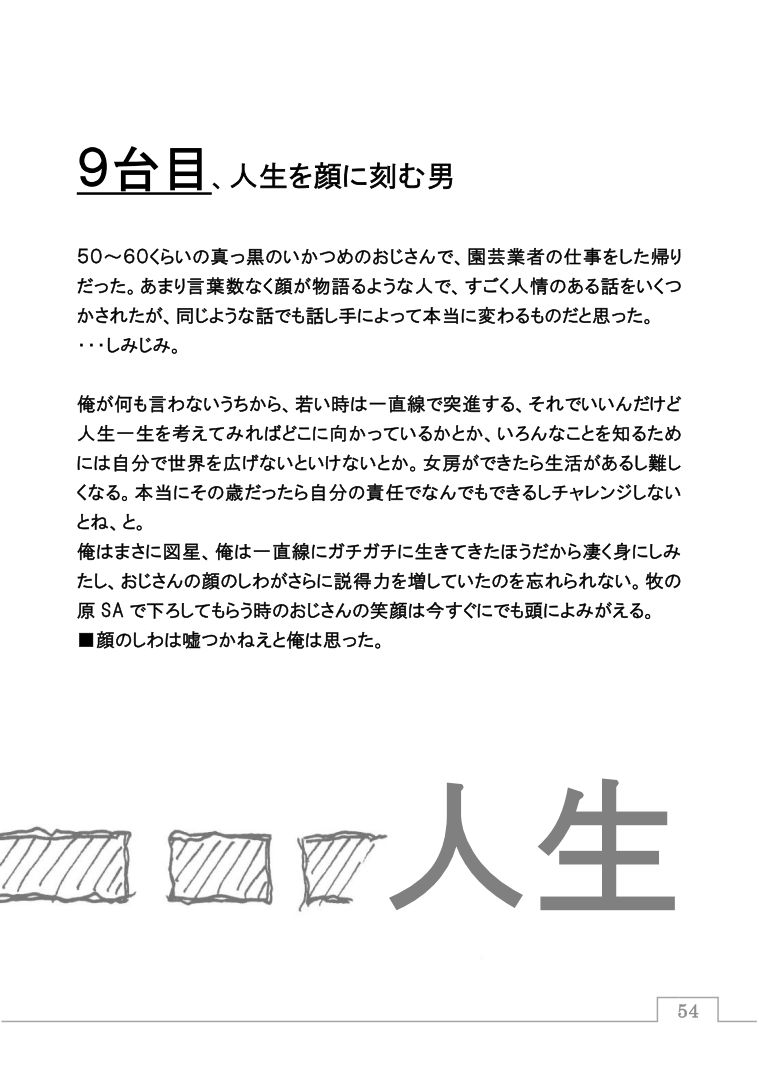 9台目、人生を顔に刻む男
50～60くらいの真っ黒のいかつめのおじさんで、園芸業者の仕事をした帰り
だった。あまり言葉数なく顔が物語るような人で、すごく人情のある話をいくつ
かされたが、同じような話でも話し手によって本当に変わるものだと思った。
・・・しみじみ。
俺が何も言わないうちから、若い時は一直線で突進する、それでいいんだけど
人生一生を考えてみればどこに向かっているかとか、いろんなことを知るため
には自分で世界を広げないといけないとか。女房ができたら生活があるし難し
くなる。本当にその歳だったら自分の責任でなんでもできるしチャレンジしない
とね、と。
俺はまさに図星、俺は一直線にガチガチに生きてきたほうだから凄く身にしみ
たし、おじさんの顔のしわがさらに説得力を増していたのを忘れられない。牧の
原 SA で下ろしてもらう時のおじさんの笑顔は今すぐにでも頭によみがえる。
■顔のしわは嘘つかねえと俺は思った。
人生
54